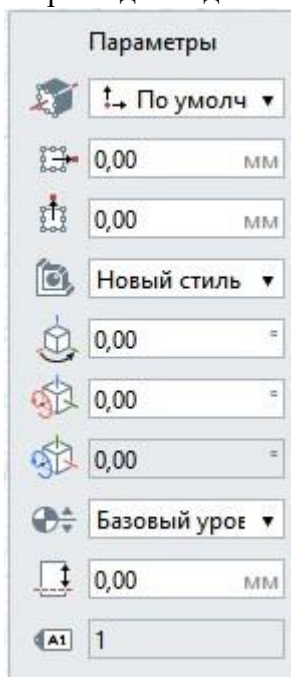 Параметры
По умолч
0,00 мм
0,00 мм
Новый стиль
0,00 °
0,00 °
0,00 °
Базовый уров
0,00 мм
A1 1